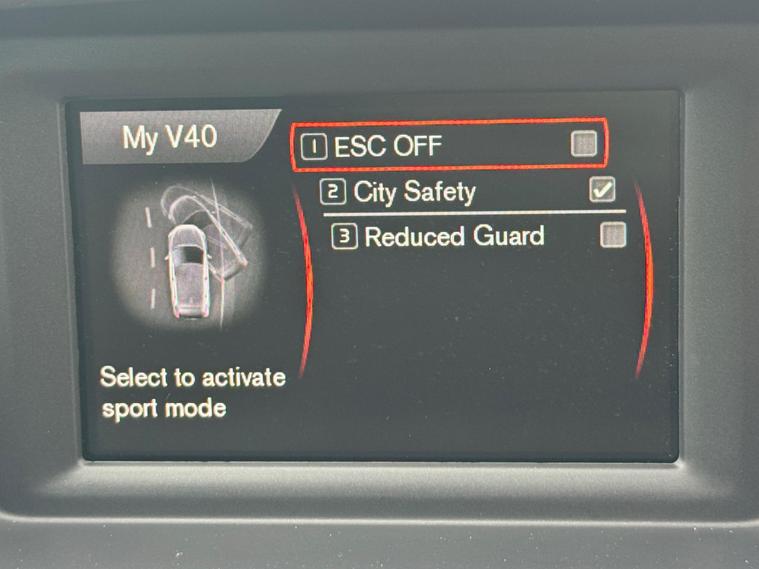 My V40
1 ESC OFF
2 City Safety
3 Reduced Guard
Select to activate
sport mode